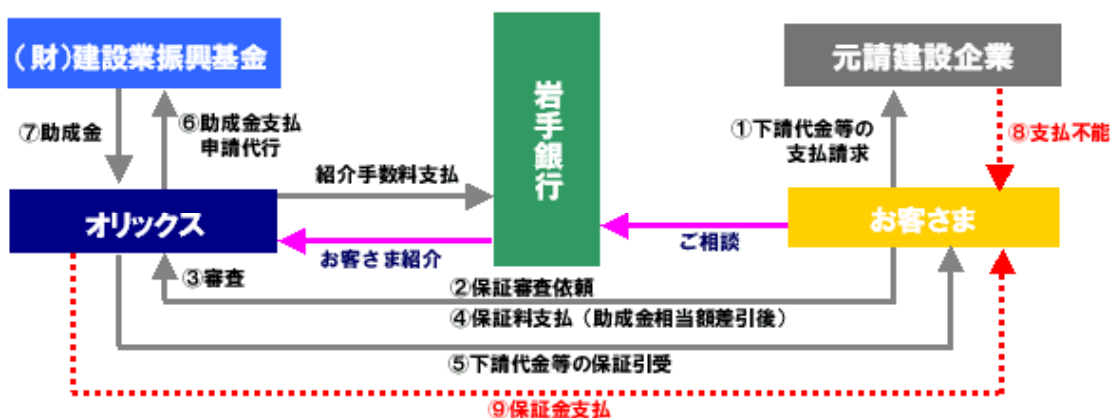 (財)建設業振興基金
岩手銀行
元請建設企業
⑦助成金
⑥助成金支払
申請代行
①下請代金等の
支払請求
⑧支払不能
紹介手数料支払
オリックス
お客さま
お客さま紹介
ご相談
③審査
②保証審査依頼
④保証料支払(助成金相当額差引後)
⑤下請代金等の保証引受
⑨保証金支払